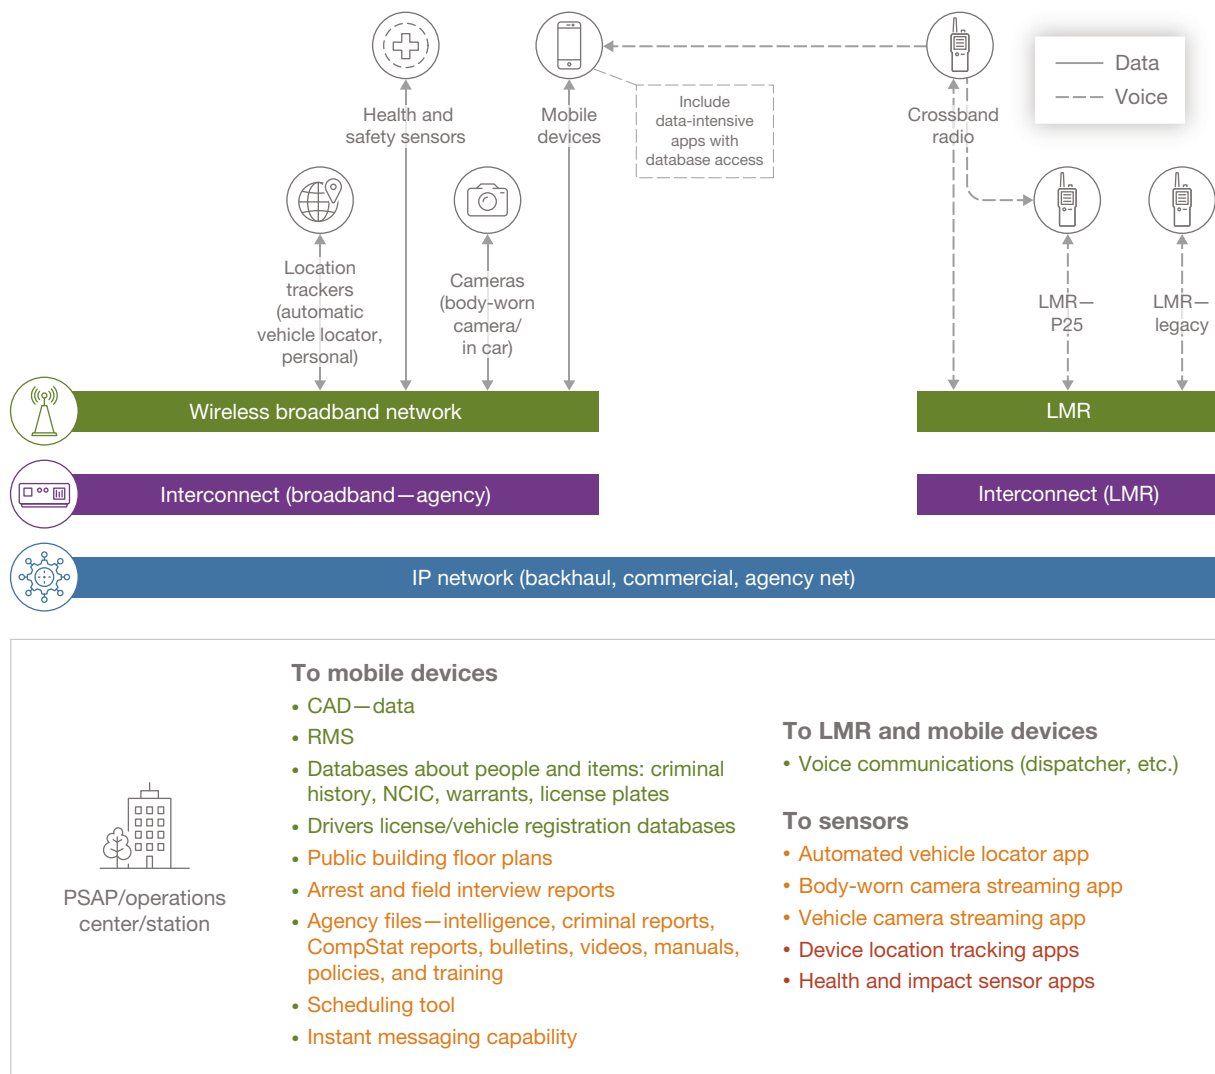 Data
Voice
Health and
safety sensors
Mobile
devices
Include
data-intensive
apps with
database access
Crossband
radio
Location
trackers
(automatic
vehicle locator,
personal)
Cameras
(body-worn
camera/
in car)
LMR—
P25
LMR—
legacy
Wireless broadband network
LMR
Interconnect (broadband—agency)
Interconnect (LMR)
IP network (backhaul, commercial, agency net)
PSAP/operations
center/station
To mobile devices
• CAD—data
• RMS
• Databases about people and items: criminal
history, NCIC, warrants, license plates
• Drivers license/vehicle registration databases
• Public building floor plans
• Arrest and field interview reports
• Agency files—intelligence, criminal reports,
CompStat reports, bulletins, videos, manuals,
policies, and training
• Scheduling tool
• Instant messaging capability
To LMR and mobile devices
• Voice communications (dispatcher, etc.)
To sensors
• Automated vehicle locator app
• Body-worn camera streaming app
• Vehicle camera streaming app
• Device location tracking apps
• Health and impact sensor apps